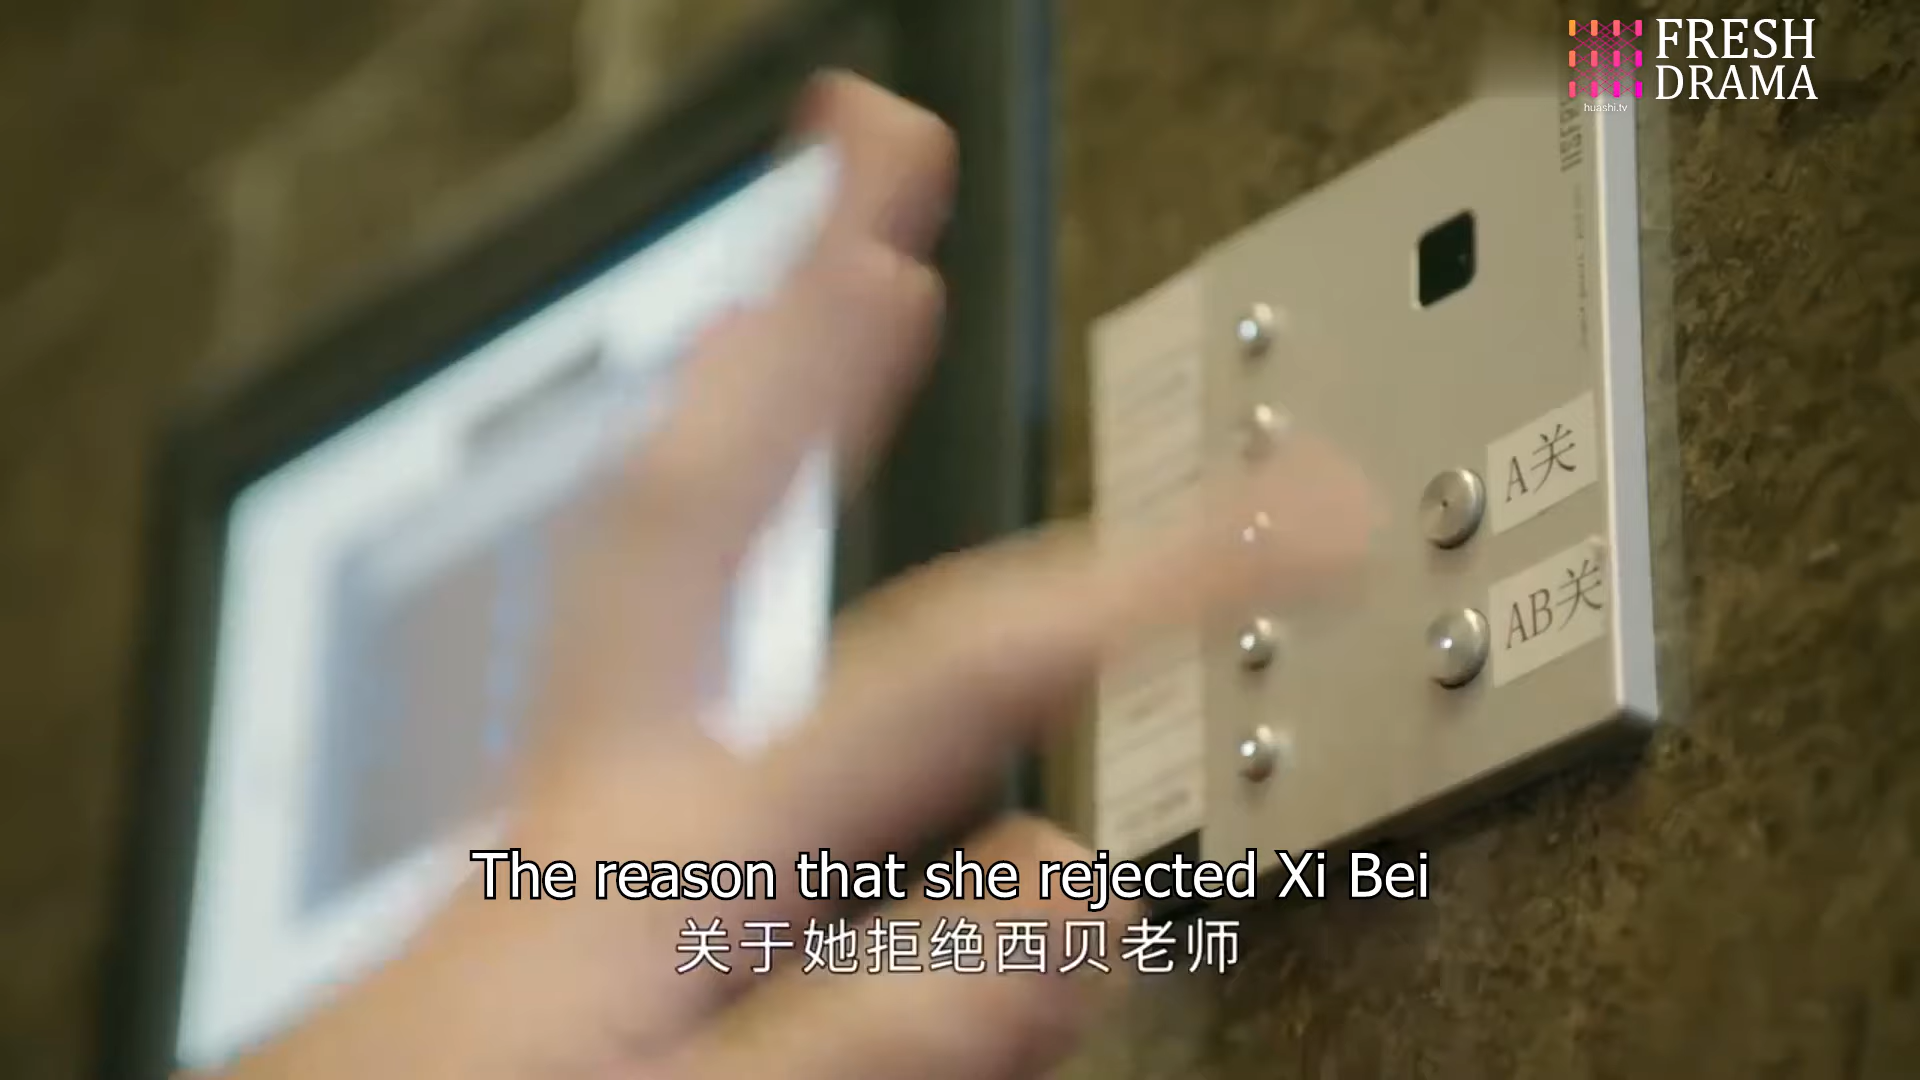 FRESH
DRAMA
huashi.tv
A关
AB关
The reason that she rejected Xi Bei
关于她拒绝西贝老师